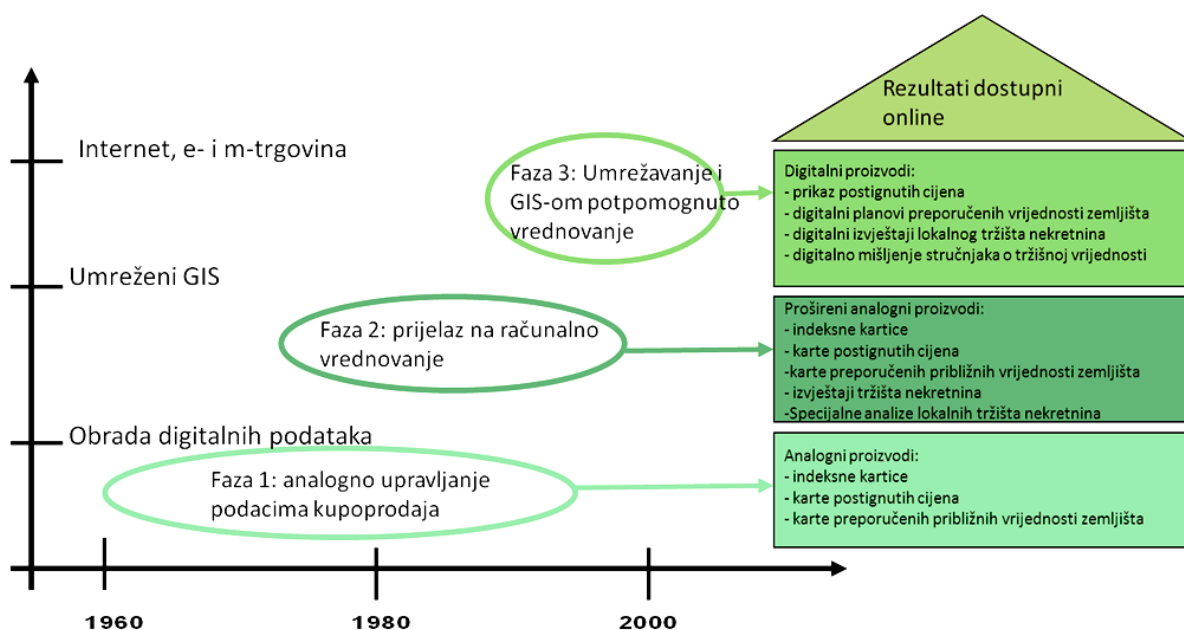 Rezultati dostupni
online
Internet, e- i m-trgovina
Faza 3: Umrežavanje i
GIS-om potpomognuto
vrednovanje
Digitalni proizvodi:
- prikaz postignutih cijena
- digitalni planovi preporučenih vrijednosti zemljišta
- digitalni izvještaji lokalnog tržišta nekretnina
- digitalno mišljenje stručnjaka o tržišnoj vrijednosti
Umreženi GIS
Faza 2: prijelaz na računalno
vrednovanje
Prošireni analogni proizvodi:
- indeksne kartice
- karte postignutih cijena
-karte preporučenih približnih vrijednosti zemljišta
- izvještaji tržišta nekretnina
-Specijalne analize lokalnih tržišta nekretnina
Obrada digitalnih podataka
Faza 1: analogno upravljanje
podacima kupoprodaja
Analogni proizvodi:
- indeksne kartice
- karte postignutih cijena
- karte preporučenih približnih vrijednosti zemljišta
1960
1980
2000